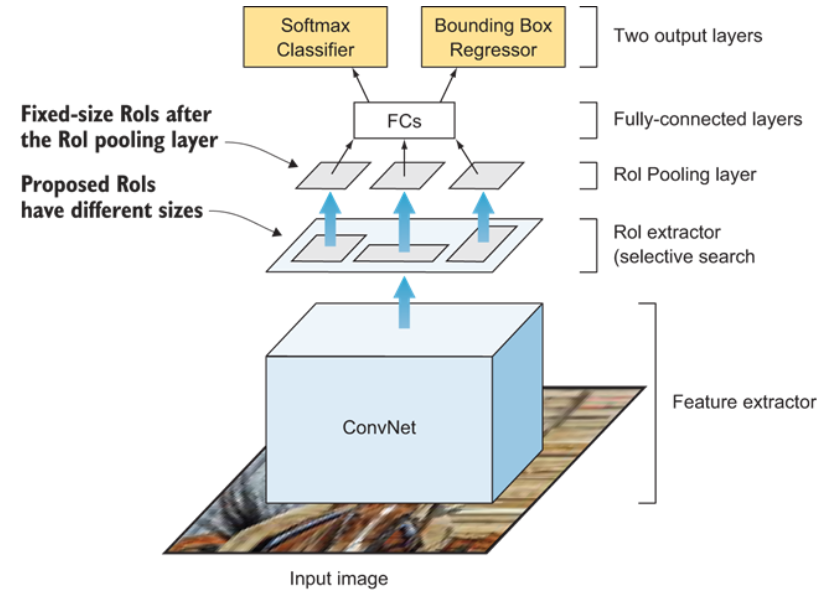 Softmax
Classifier
Bounding Box
Regressor
Two output layers
Fixed-size RoIs after
the RoI pooling layer
FCs
Fully-connected layers
RoI Pooling layer
Proposed RoIs
have different sizes
RoI extractor
(selective search
ConvNet
Feature extractor
Input image